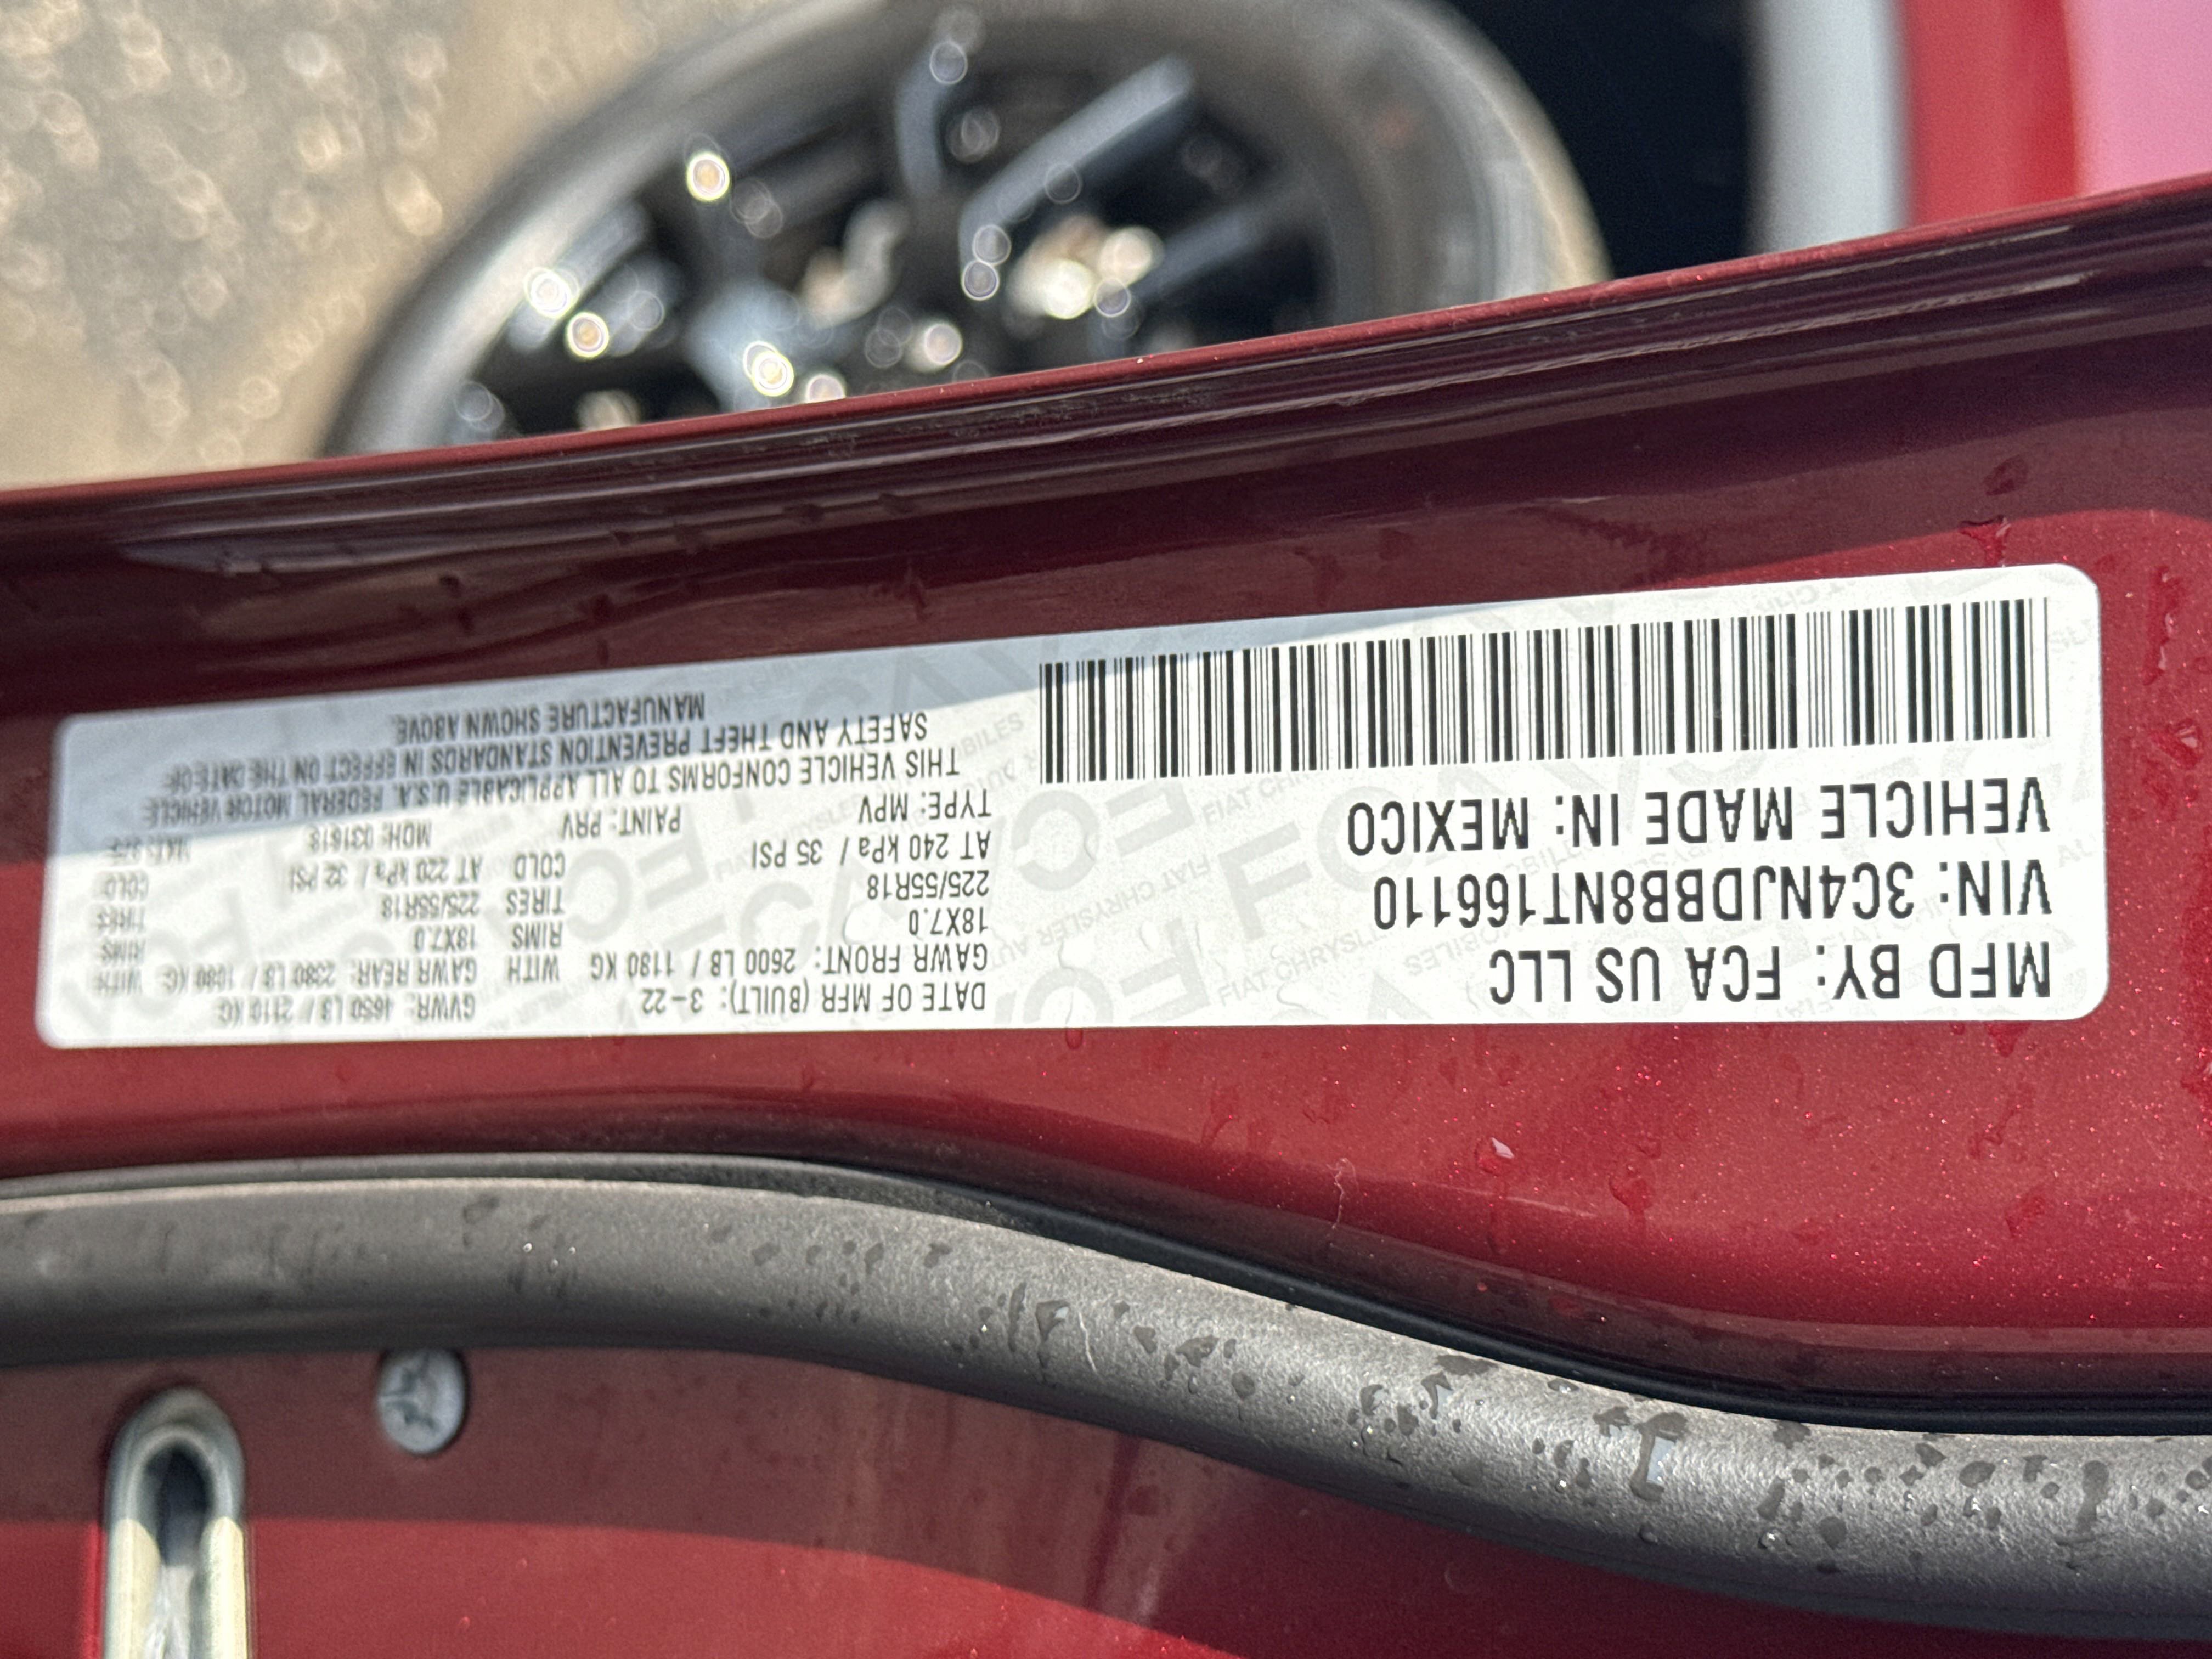 MFD BY: FCA US LLC
VIN: 3C4NJDBB8NT166110
VEHICLE MADE IN: MEXICO
DATE OF MFR (BUILT): 3-22 GVWR: 4650 LB / 2110 KG
GAWR FRONT: 2600 LB / 1180 KG WITH GAWR REAR: 2380 LB / 1080 KG WITH
18X7.0 RIMS 18X7.0 RIMS
225/55R18 TIRES 225/55R18 TIRES
AT 240 kPa / 35 PSI COLD AT 220 kPa / 32 PSI COLD
TYPE: MPV PAINT: PRV MDH:
THIS VEHICLE CONFORMS TO ALL APPLICABLE U.S.A. FEDERAL MOTOR VEHICLE
SAFETY AND THEFT PREVENTION STANDARDS IN EFFECT ON THE DATE OF
MANUFACTURE SHOWN ABOVE.